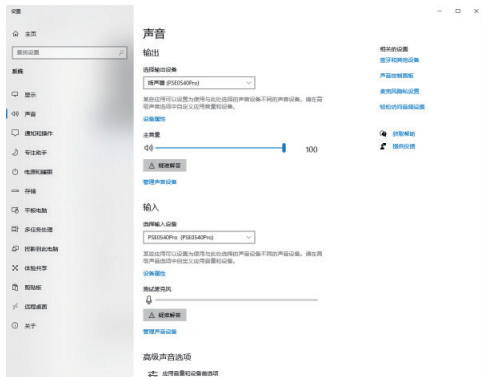 设置
主页
查找设置
系统
显示
声音
通知和操作
专注助手
电源和睡眠
存储
平板电脑
多任务处理
投影到此电脑
体验共享
剪贴板
远程桌面
关于
声音
输出
选择输出设备
扬声器 (PSE0540Pro)
某些应用可以设置为使用与此处选择的声音设备不同的声音设备。请在高
级声音选项中自定义应用音量和设备。
设备属性
主音量
100
疑难解答
管理声音设备
输入
选择输入设备
PSE0540Pro (PSE0540Pro)
某些应用可以设置为使用与此处选择的声音设备不同的声音设备。请在高
级声音选项中自定义应用音量和设备。
设备属性
测试麦克风
疑难解答
管理声音设备
高级声音选项
应用音量和设备首选项
相关的设置
蓝牙和其他设备
声音控制面板
麦克风隐私设置
轻松访问音频设置
获取帮助
提供反馈